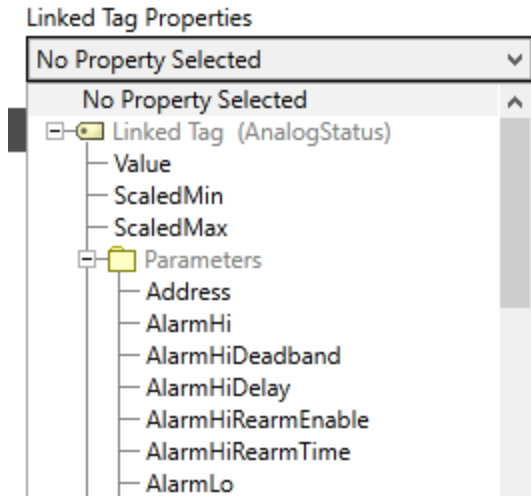 Linked Tag Properties
No Property Selected
No Property Selected
Linked Tag (AnalogStatus)
Value
ScaledMin
ScaledMax
Parameters
Address
AlarmHi
AlarmHiDeadband
AlarmHiDelay
AlarmHiRearmEnable
AlarmHiRearmTime
AlarmLo